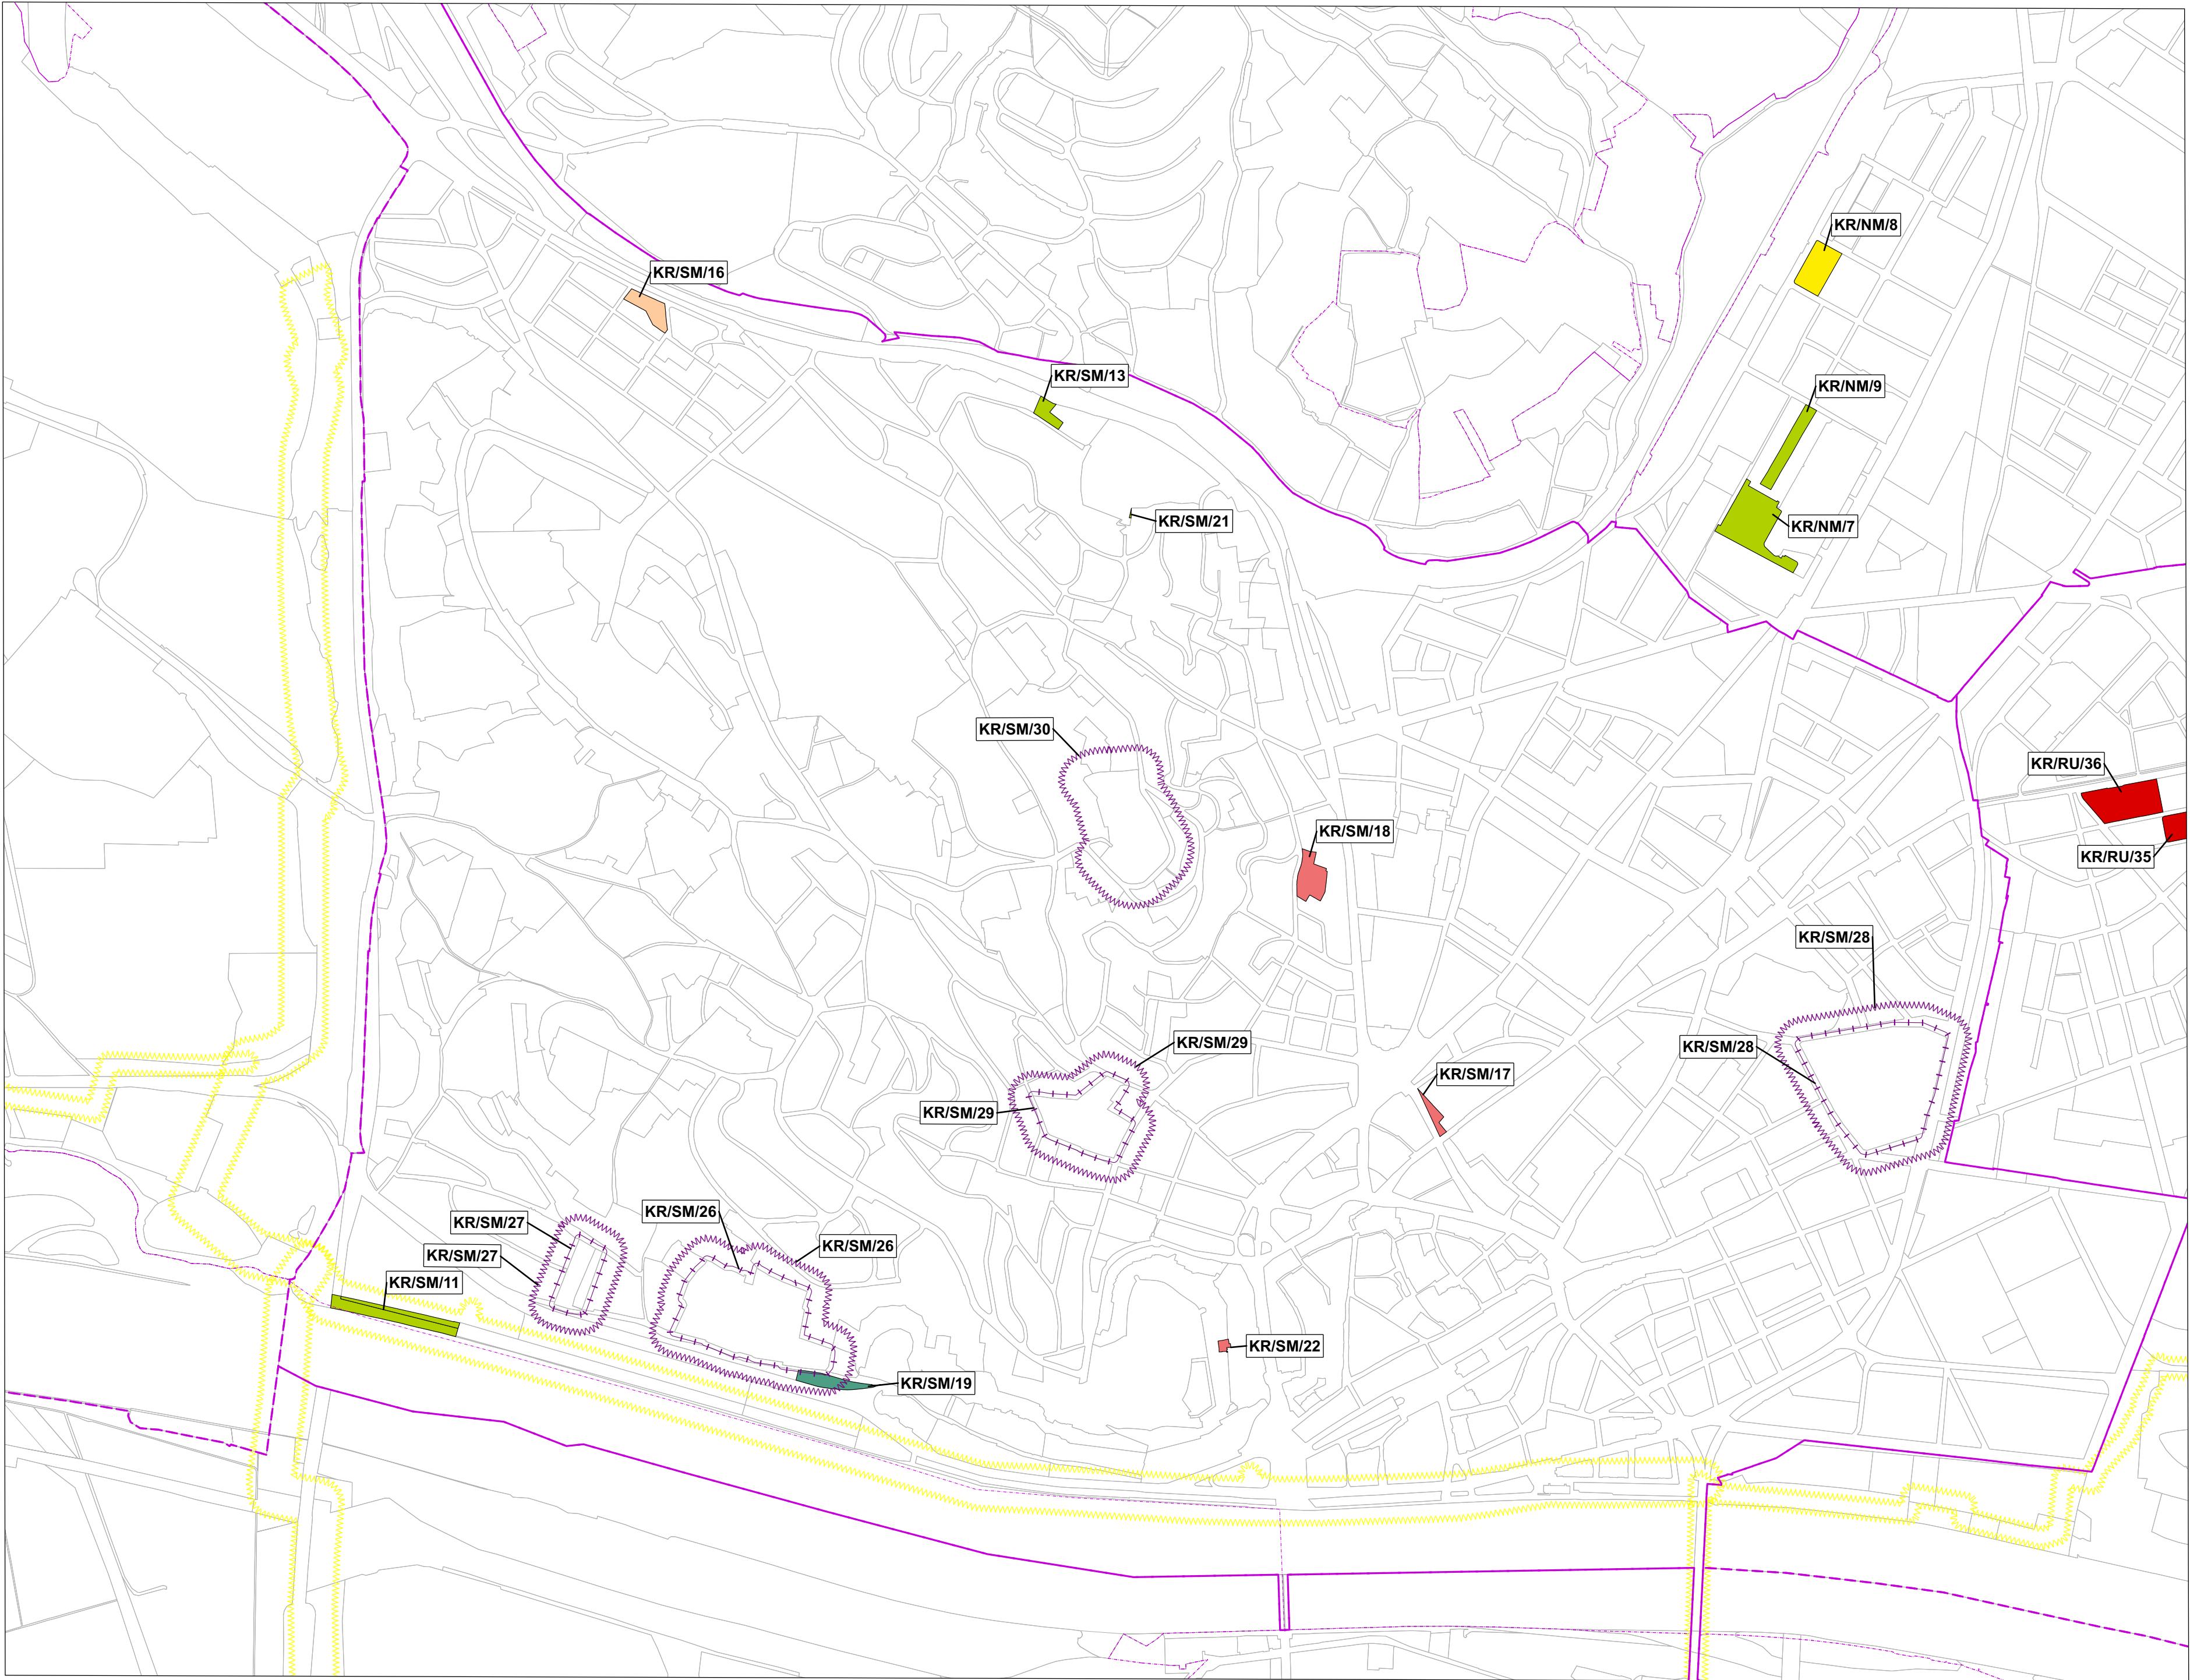 KR/NM/8
KR/SM/16
KR/SM/13
KR/NM/9
KR/SM/21
KR/NM/7
KR/SM/30
KR/RU/36
KR/SM/18
KR/RU/35
KR/SM/28
KR/SM/29
KR/SM/28
KR/SM/17
KR/SM/29
KR/SM/26
KR/SM/27
KR/SM/26
KR/SM/27
KR/SM/11
KR/SM/22
KR/SM/19